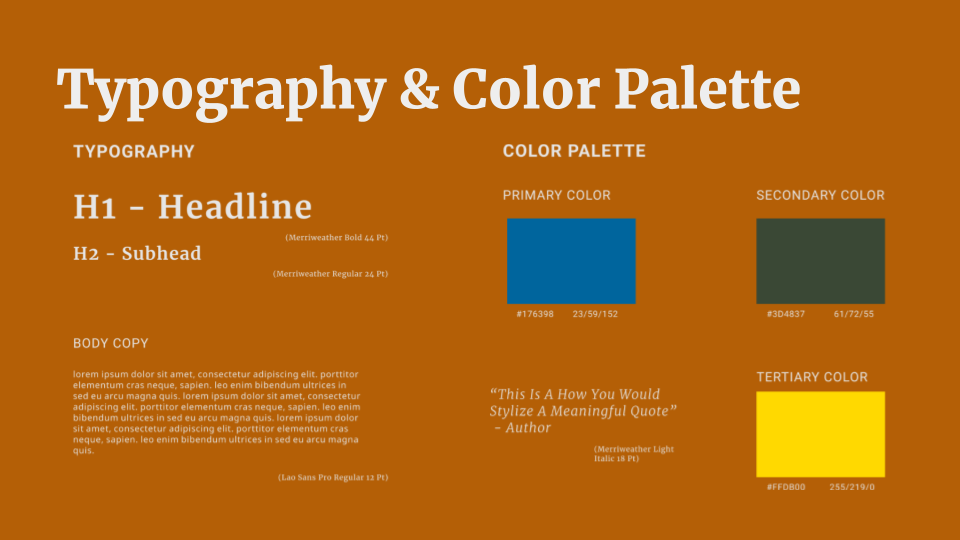 Typography & Color Palette
TYPOGRAPHY
H1 - Headline
(Merriweather Bold 44 Pt)
H2 - Subhead
(Merriweather Regular 24 Pt)
BODY COPY
lorem ipsum dolor sit amet, consectetur adipiscing elit. porttitor
elementum cras neque, sapien. leo enim bibendum ultrices in
sed eu arcu magna quis. lorem ipsum dolor sit amet, consectetur
adipiscing elit. porttitor elementum cras neque, sapien. leo enim
bibendum ultrices in sed eu arcu magna quis. lorem ipsum dolor
sit amet, consectetur adipiscing elit. porttitor elementum cras
neque, sapien. leo enim bibendum ultrices in sed eu arcu magna
quis.
(Lao Sans Pro Regular 12 Pt)
COLOR PALETTE
PRIMARY COLOR
#176398 23/59/152
SECONDARY COLOR
#3D4837 61/72/55
“This Is A How You Would
Stylize A Meaningful Quote”
- Author
(Merriweather Light
Italic 18 Pt)
TERTIARY COLOR
#FFDB00 255/219/0